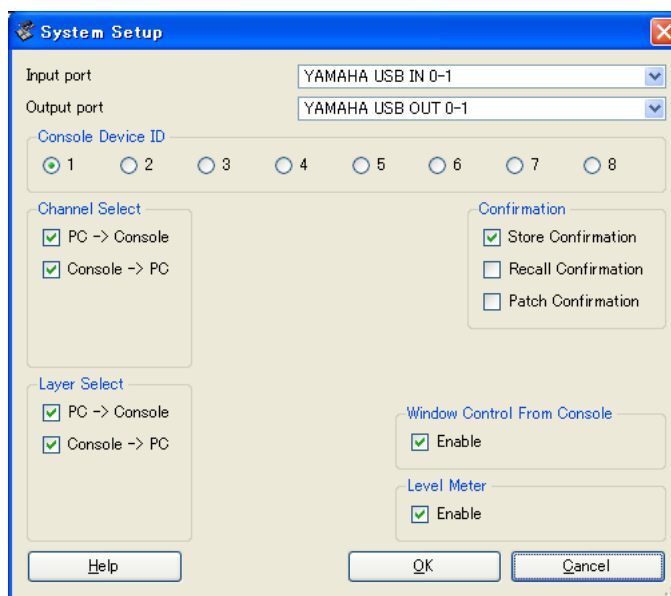 System Setup
Input port
YAMAHA USB IN 0-1
Output port
YAMAHA USB OUT 0-1
Console Device ID
1 2 3 4 5 6 7 8
Channel Select
PC -> Console
Console -> PC
Confirmation
Store Confirmation
Recall Confirmation
Patch Confirmation
Layer Select
PC -> Console
Console -> PC
Window Control From Console
Enable
Level Meter
Enable
Help OK Cancel